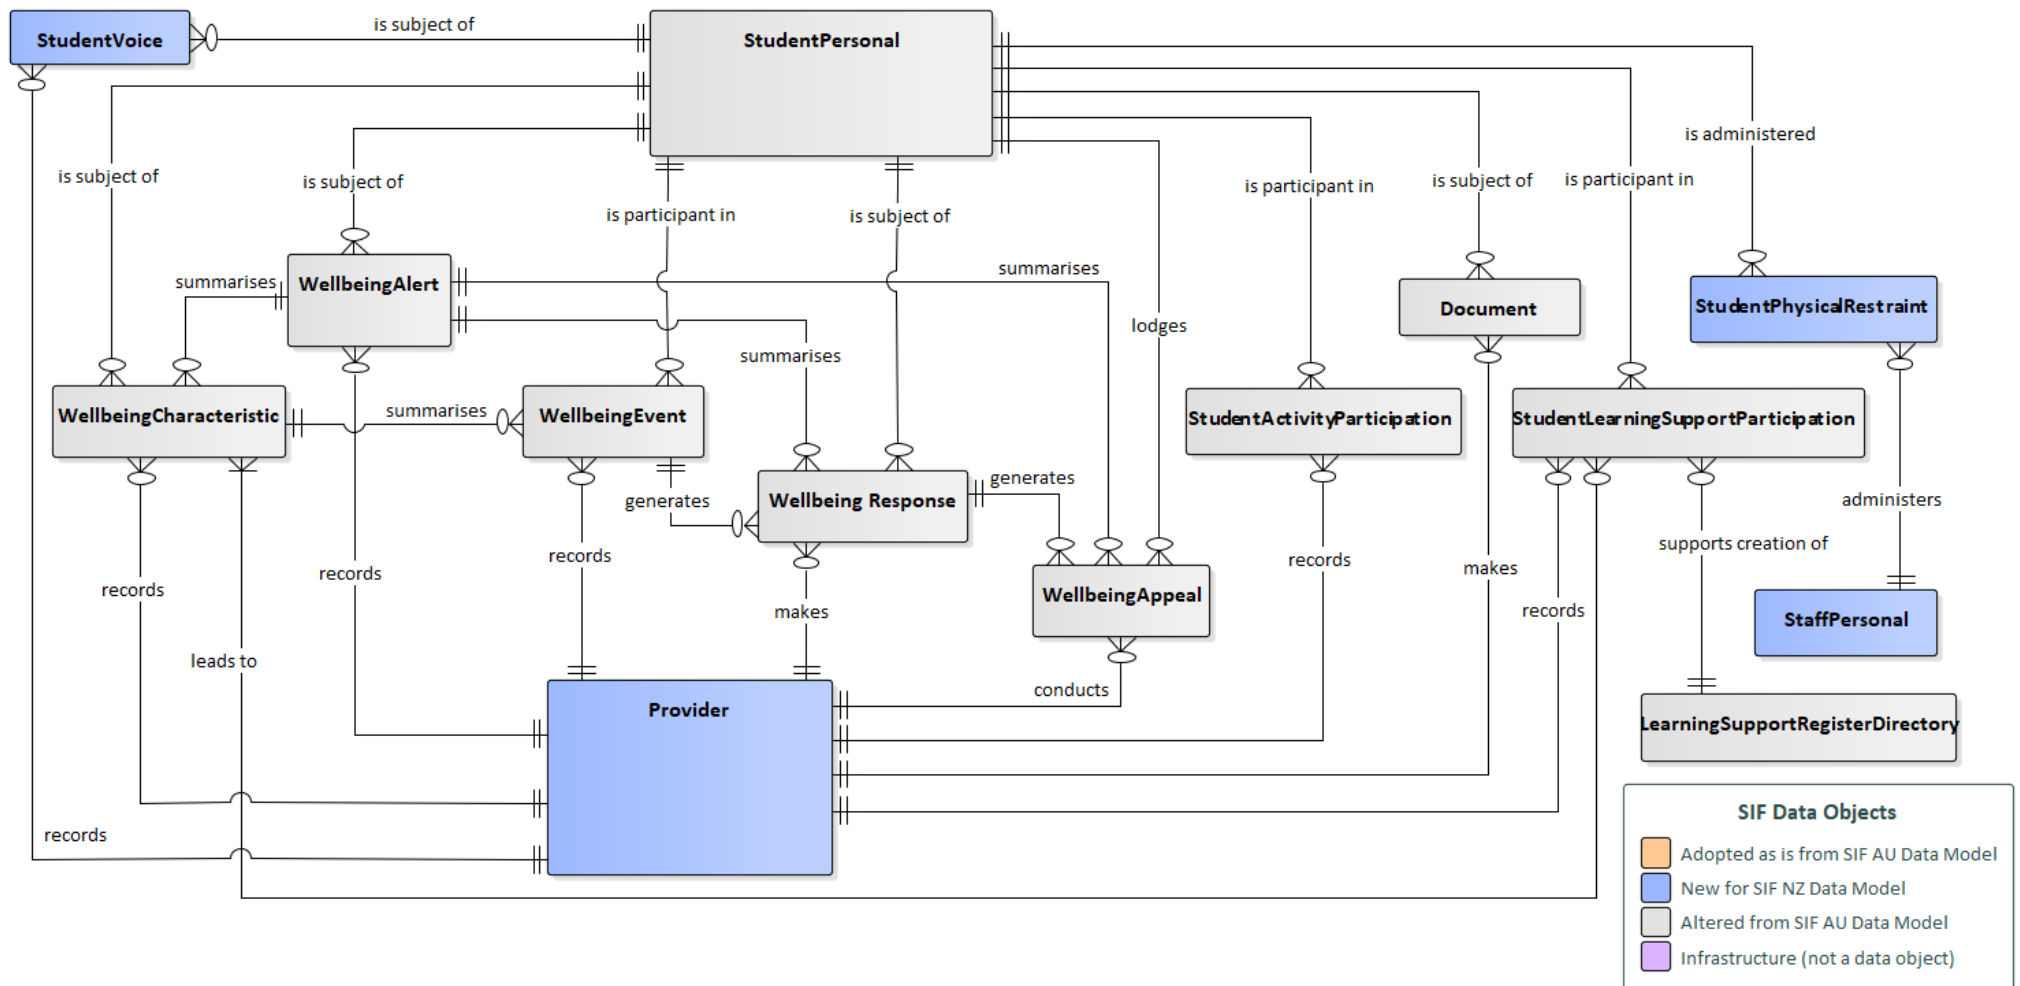 StudentVoice
is subject of
StudentPersonal
is administered
is subject of
is subject of
is participant in
is subject of
is participant in
is subject of
is participant in
summarises
WellbeingAlert
summarises
Document
StudentPhysicalRestraint
lodges
summarises
WellbeingCharacteristic
summarises
WellbeingEvent
StudentActivityParticipation
StudentLearningSupportParticipation
generates
Wellbeing Response
generates
administers
records
records
supports creation of
records
records
makes
WellbeingAppeal
makes
records
StaffPersonal
leads to
conducts
Provider
LearningSupportRegisterDirectory
records
SIF Data Objects
Adopted as is from SIF AU Data Model
New for SIF NZ Data Model
Altered from SIF AU Data Model
Infrastructure (not a data object)